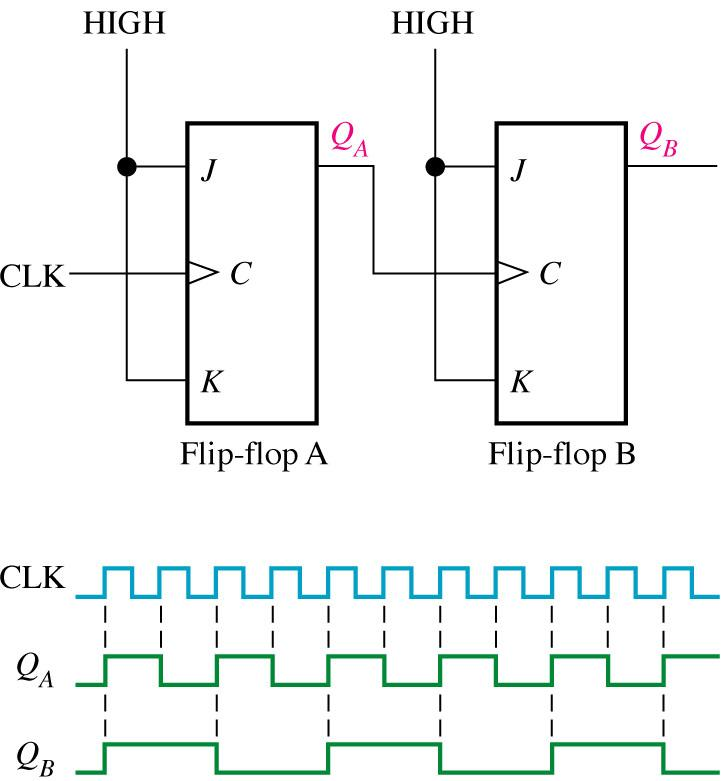 HIGH HIGH
Q_A Q_B
J J
CLK C C
K K
Flip-flop A Flip-flop B
CLK
Q_A
Q_B